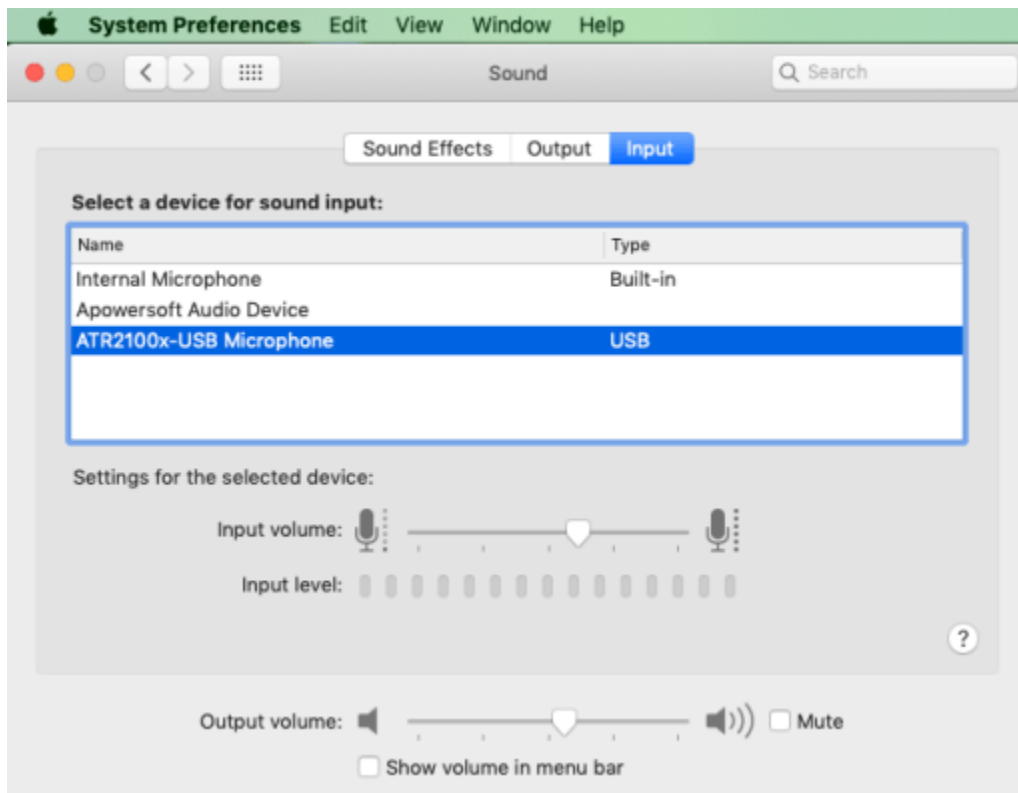 System Preferences Edit View Window Help
Sound
Search
Sound Effects Output Input
Select a device for sound input:
Name Type
Internal Microphone Built-in
Apowersoft Audio Device
ATR2100x-USB Microphone USB
Settings for the selected device:
Input volume:
Input level:
?
Output volume: Mute
Show volume in menu bar